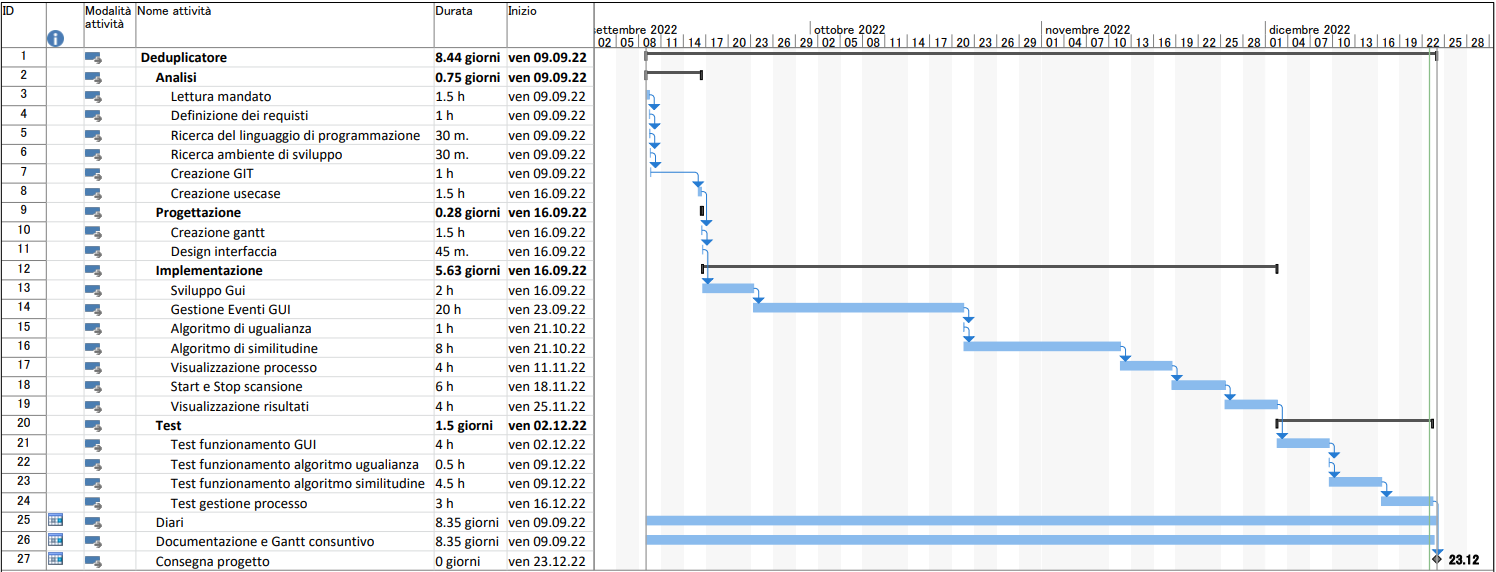 ID Modalità attività Nome attività Durata Inizio
settembre 2022 ottobre 2022 novembre 2022 dicembre 2022
02 05 08 11 14 17 20 23 26 29 02 05 08 11 14 17 20 23 26 29 01 04 07 10 13 16 19 22 25 28 01 04 07 10 13 16 19 22 25 28
1 Deduplicatore 8.44 giorni ven 09.09.22
2 Analisi 0.75 giorni ven 09.09.22
3 Lettura mandato 1.5 h ven 09.09.22
4 Definizione dei requisti 1 h ven 09.09.22
5 Ricerca del linguaggio di programmazione 30 m. ven 09.09.22
6 Ricerca ambiente di sviluppo 30 m. ven 09.09.22
7 Creazione GIT 1 h ven 09.09.22
8 Creazione usecase 1.5 h ven 16.09.22
9 Progettazione 0.28 giorni ven 16.09.22
10 Creazione gantt 1.5 h ven 16.09.22
11 Design interfaccia 45 m. ven 16.09.22
12 Implementazione 5.63 giorni ven 16.09.22
13 Sviluppo Gui 2 h ven 16.09.22
14 Gestione Eventi GUI 20 h ven 23.09.22
15 Algoritmo di ugualianza 1 h ven 21.10.22
16 Algoritmo di similitudine 8 h ven 21.10.22
17 Visualizzazione processo 4 h ven 11.11.22
18 Start e Stop scansione 6 h ven 18.11.22
19 Visualizzazione risultati 4 h ven 25.11.22
20 Test 1.5 giorni ven 02.12.22
21 Test funzionamento GUI 4 h ven 02.12.22
22 Test funzionamento algoritmo ugualianza 0.5 h ven 09.12.22
23 Test funzionamento algoritmo similitudine 4.5 h ven 09.12.22
24 Test gestione processo 3 h ven 16.12.22
25 Diari 8.35 giorni ven 09.09.22
26 Documentazione e Gantt consuntivo 8.35 giorni ven 09.09.22
27 Consegna progetto 0 giorni ven 23.12.22 23.12